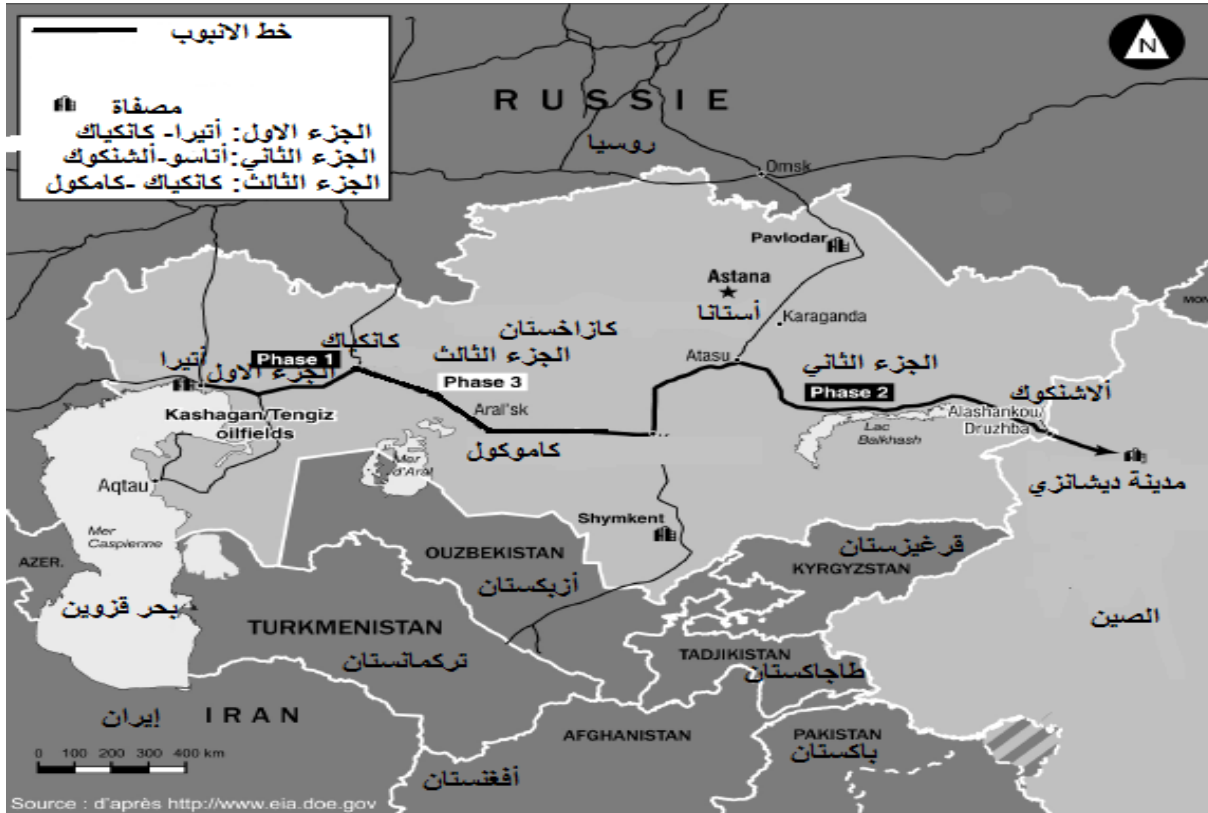 خط الانبوب
مصفاة
الجزء الاول: أتيرا- كانكياك
الجزء الثاني:أتاسو-ألشنكوك
الجزء الثالث: كانكياك -كامكول
N
RUSSIE
روسيا
Omsk
Pavlodar
Astana
أستانا
Karaganda
كازاخستان
كانكياك
الجزء الثالث
Atasu
الجزء الثاني
أتيرا
Phase 1
الجزء الاول
Phase 3
Phase 2
ألاشنكوك
Kashagan/Tengiz
oilfields
Aral'sk
Alashankou/
Druzhba
Lac
Balkhash
كاموكول
Mer
d'Aral
مدينة ديشانزي
Aqtau
Shymkent
Mer
Caspienne
AZER.
OUZBEKISTAN
أزبكستان
قرغيزستان
KYRGYZSTAN
بحر قزوين
الصين
TURKMENISTAN
تركمانستان
TADJIKISTAN
طاجاكستان
إيران
IRAN
AFGHANISTAN
PAKISTAN
باكستان
أفغنستان
0 100 200 300 400 km
Source : d'après http://www.eia.doe.gov